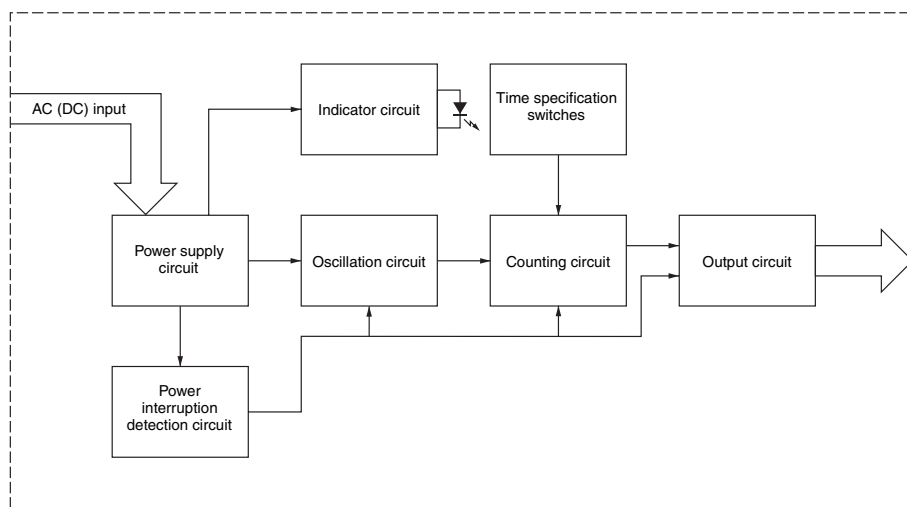 AC (DC) input
Indicator circuit
Time specification
switches
Power supply
circuit
Oscillation circuit
Counting circuit
Output circuit
Power
interruption
detection circuit